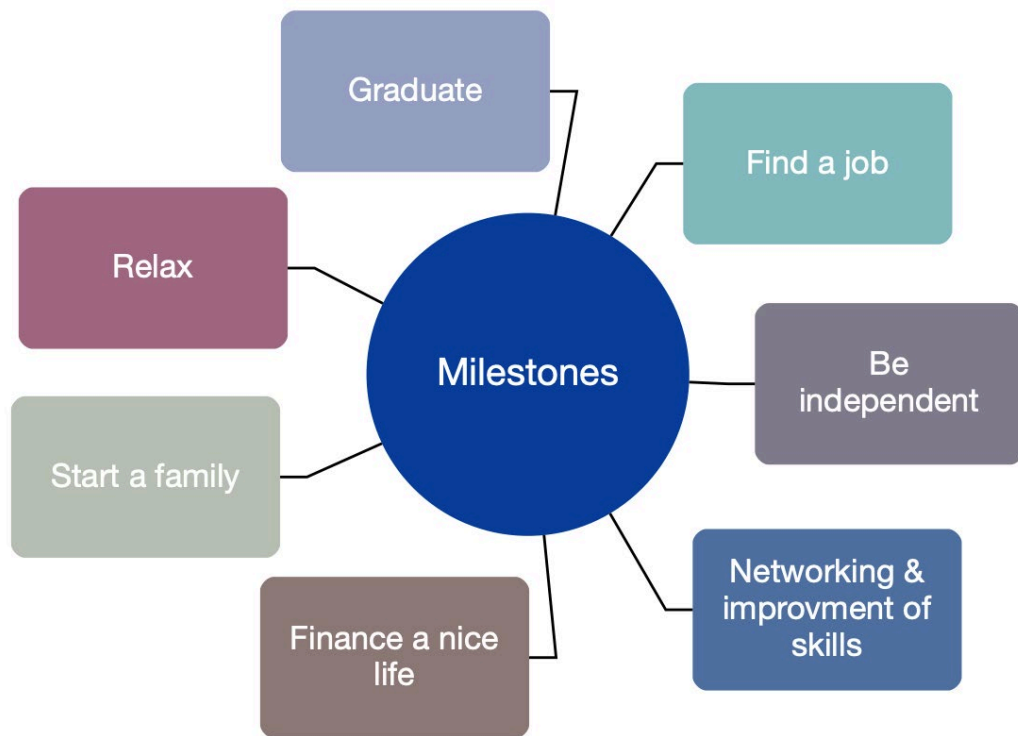 Graduate
Find a job
Relax
Milestones
Be
independent
Start a family
Networking &
improvment of
skills
Finance a nice
life